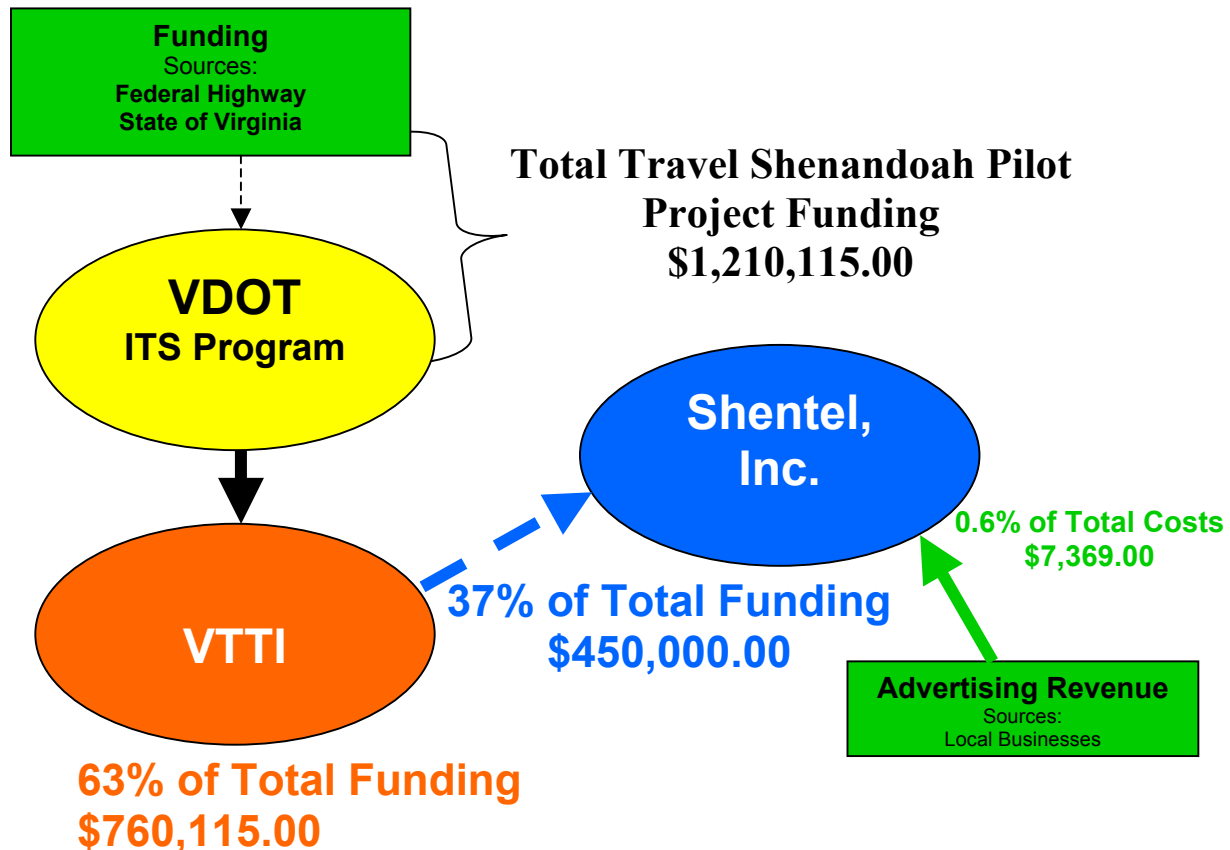 Funding
Sources:
Federal Highway
State of Virginia
Total Travel Shenandoah Pilot
Project Funding
$1,210,115.00
VDOT
ITS Program
Shentel,
Inc.
0.6% of Total Costs
$7,369.00
37% of Total Funding
$450,000.00
VTTI
Advertising Revenue
Sources:
Local Businesses
63% of Total Funding
$760,115.00